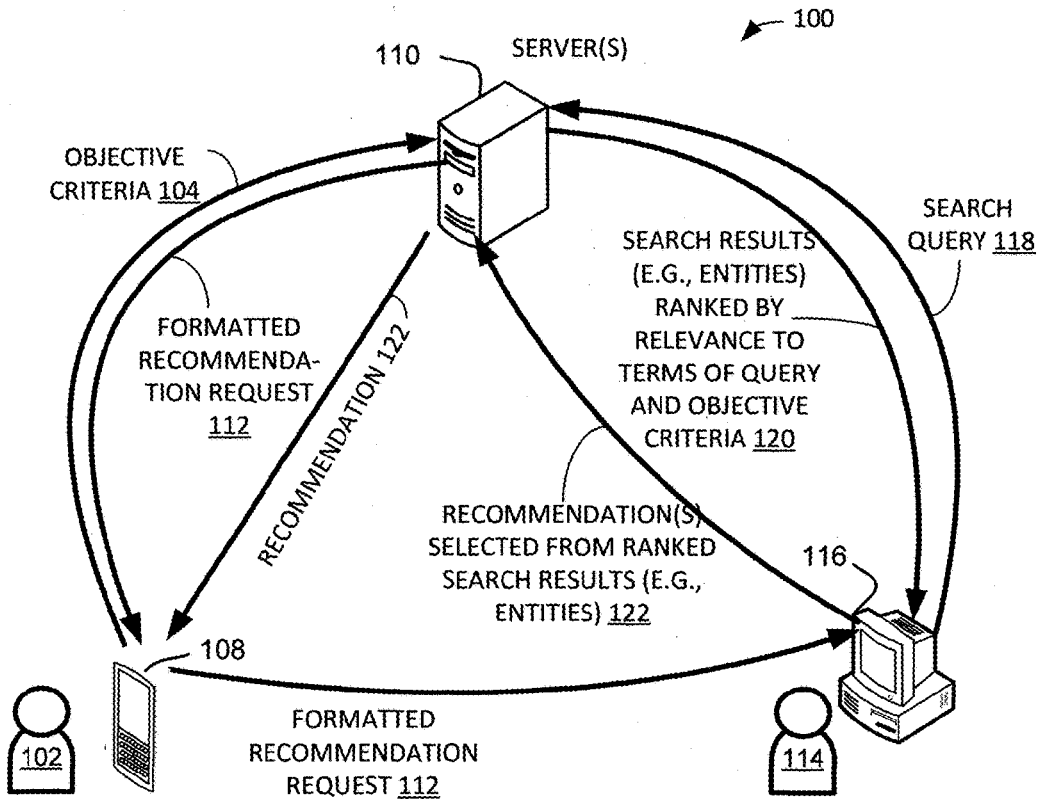 100
SERVER(S)
110
OBJECTIVE
CRITERIA 104
SEARCH
QUERY 118
SEARCH RESULTS
(E.G., ENTITIES)
RANKED BY
RELEVANCE TO
TERMS OF QUERY
AND OBJECTIVE
CRITERIA 120
FORMATTED
RECOMMENDA-
TION REQUEST
112
RECOMMENDATION 122
RECOMMENDATION(S)
SELECTED FROM RANKED
SEARCH RESULTS (E.G.,
ENTITIES) 122
116
108
FORMATTED
RECOMMENDATION
REQUEST 112
102
114